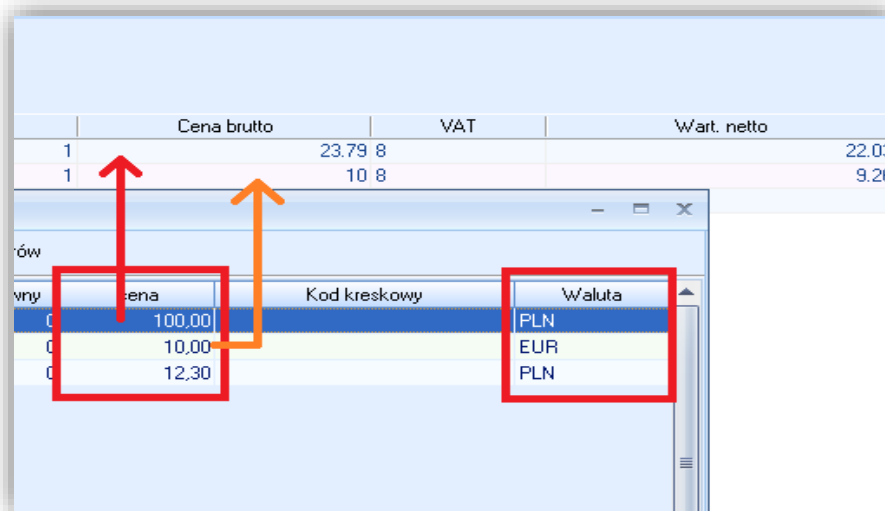 Cena brutto VAT Wart. netto
1 23.79 8 22.03
1 10 8 9.26
rów
wny cena Kod kreskowy Waluta
0 100,00 PLN
0 10,00 EUR
0 12,30 PLN